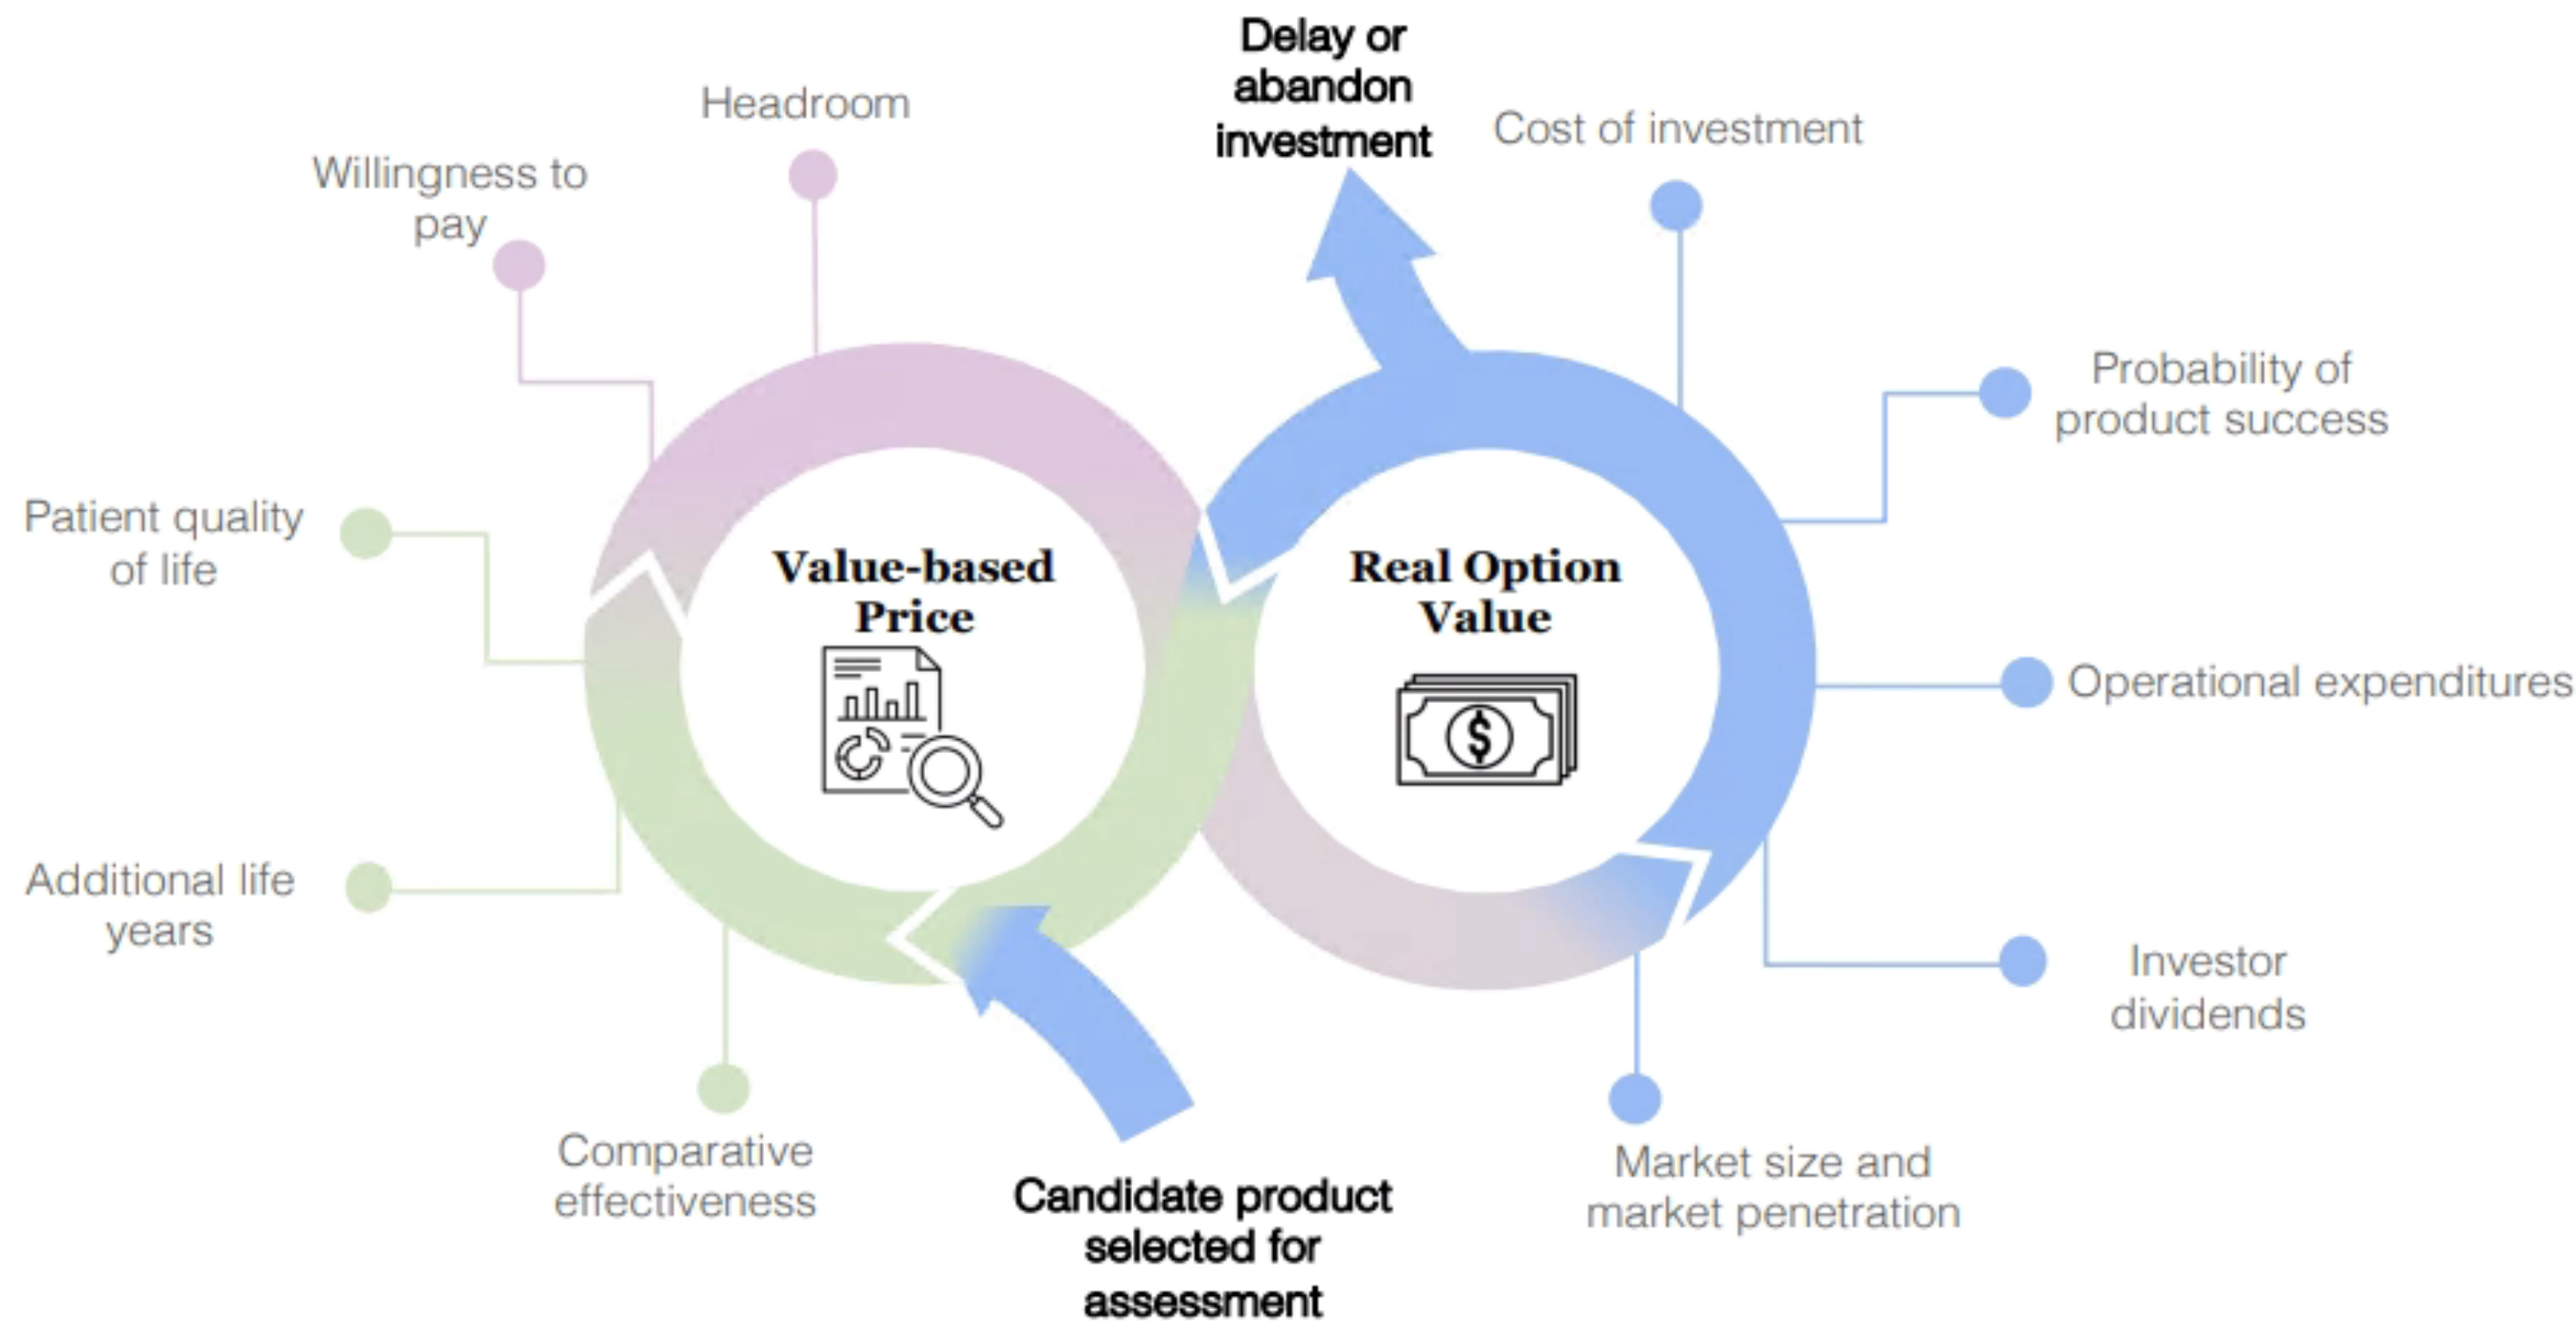 Delay or
abandon
investment
Headroom
Cost of investment
Willingness to
pay
Probability of
product success
Patient quality
of life
Value-based
Price
Real Option
Value
$
Operational expenditures
Additional life
years
Investor
dividends
Comparative
effectiveness
Market size and
market penetration
Candidate product
selected for
assessment